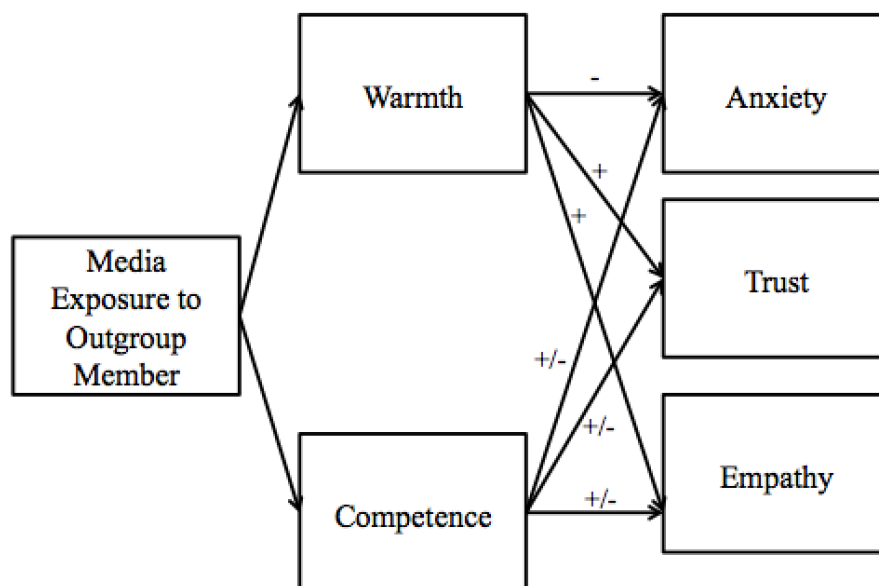 Warmth
-
Anxiety
+
+
Media
Exposure to
Outgroup
Member
Trust
+/-
+/-
Competence
+/-
Empathy